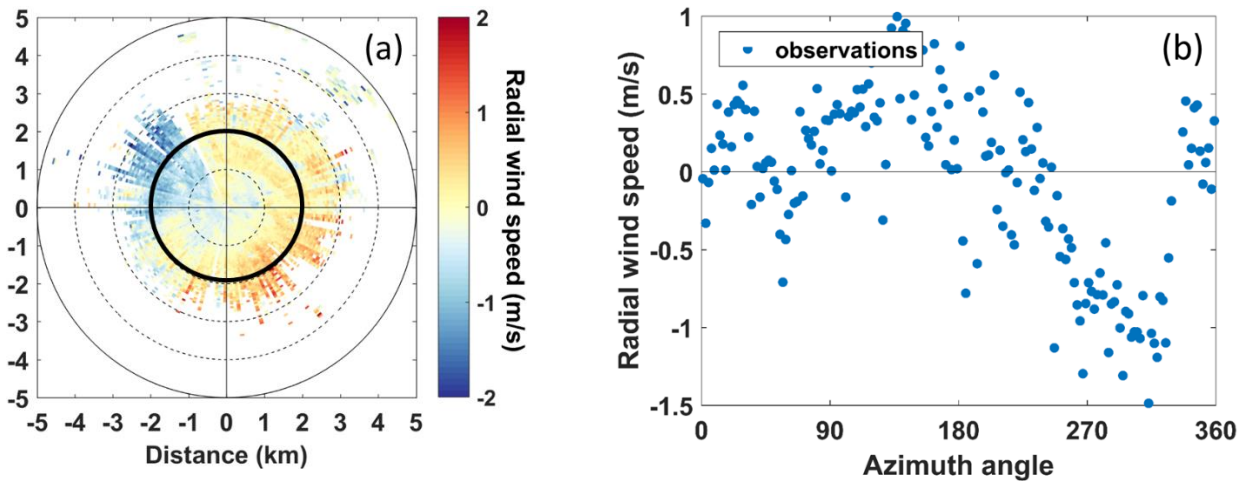 (a)
5
4
3
2
1
0
-1
-2
-3
-4
5
-5 -4 -3 -2 -1 0 1 2 3 4 5
Distance (km)
2
1
0
-1
-2
Radial wind speed (m/s)
(b)
observations
1
0.5
0
-0.5
-1
-1.5
Radial wind speed (m/s)
0 90 180 270 360
Azimuth angle